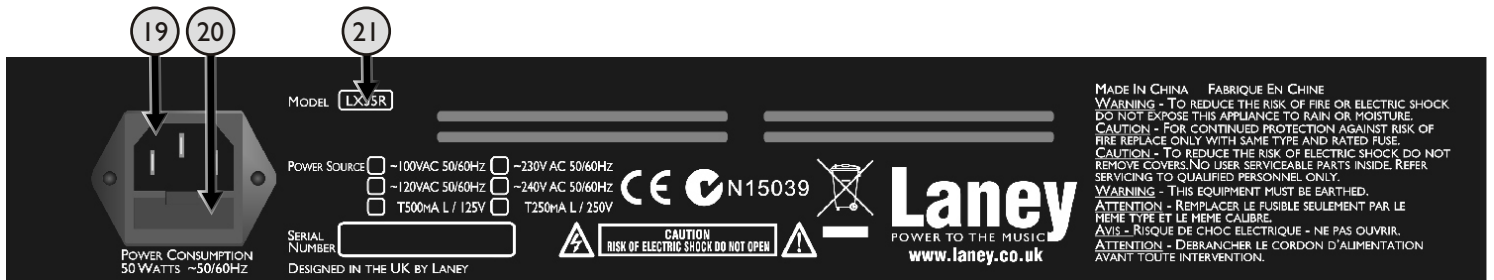 19 20 21
MODEL LX35R
POWER SOURCE ~100VAC 50/60HZ ~230V AC 50/60HZ
~120VAC 50/60HZ ~240V AC 50/60HZ
T500MA L / 125V T250MA L / 250V
SERIAL
NUMBER
POWER CONSUMPTION
50 WATTS ~50/60HZ
DESIGNED IN THE UK BY LANEY
CE N15039
CAUTION
RISK OF ELECTRIC SHOCK DO NOT OPEN
Laney
POWER TO THE MUSIC
www.laney.co.uk
MADE IN CHINA FABRIQUE EN CHINE
WARNING - TO REDUCE THE RISK OF FIRE OR ELECTRIC SHOCK
DO NOT EXPOSE THIS APPLIANCE TO RAIN OR MOISTURE.
CAUTION - FOR CONTINUED PROTECTION AGAINST RISK OF
FIRE REPLACE ONLY WITH SAME TYPE AND RATED FUSE.
CAUTION - TO REDUCE THE RISK OF ELECTRIC SHOCK DO NOT
REMOVE COVERS. NO USER SERVICEABLE PARTS INSIDE. REFER
SERVICING TO QUALIFIED PERSONNEL ONLY.
WARNING - THIS EQUIPMENT MUST BE EARTHED.
ATTENTION - REMPLACER LE FUSIBLE SEULEMENT PAR LE
MEME TYPE ET LE MEME CALIBRE.
AVIS - RISQUE DE CHOC ELECTRIQUE - NE PAS OUVRIR.
ATTENTION - DEBRANCHER LE CORDON D'ALIMENTATION
AVANT TOUTE INTERVENTION.